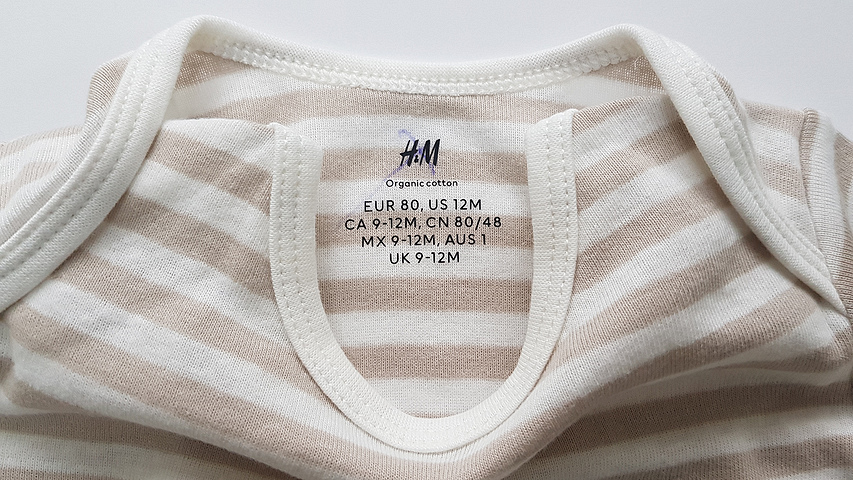 H&M
Organic cotton
EUR 80, US 12M
CA 9-12M, CN 80/48
MX 9-12M, AUS 1
UK 9-12M